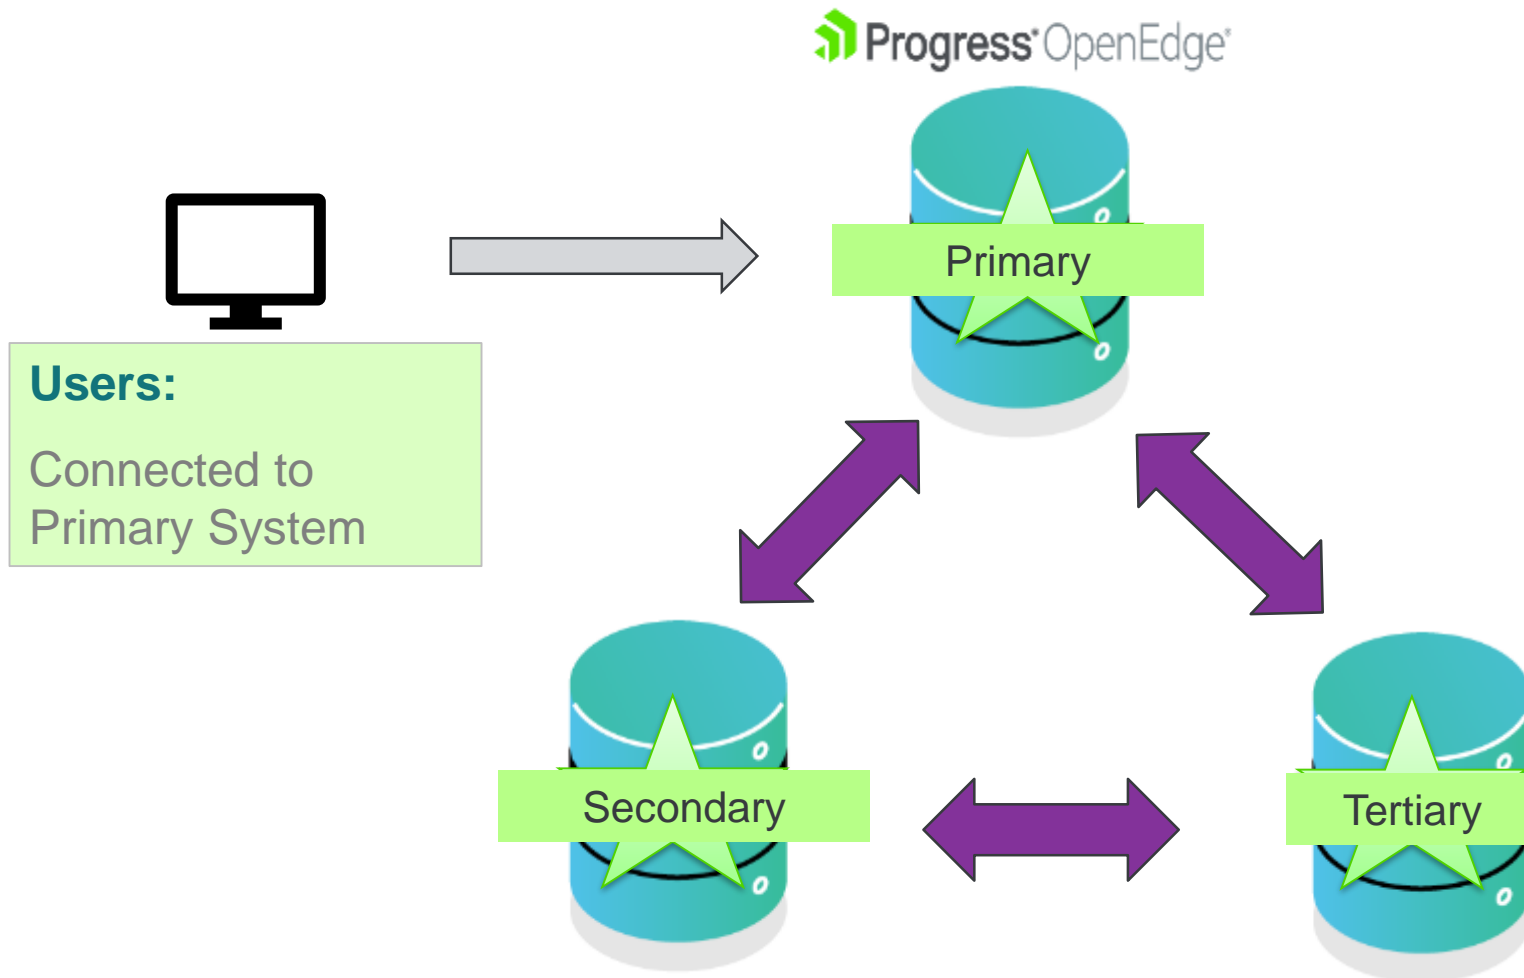 Progress® OpenEdge®
Primary
Users:
Connected to
Primary System
Secondary
Tertiary